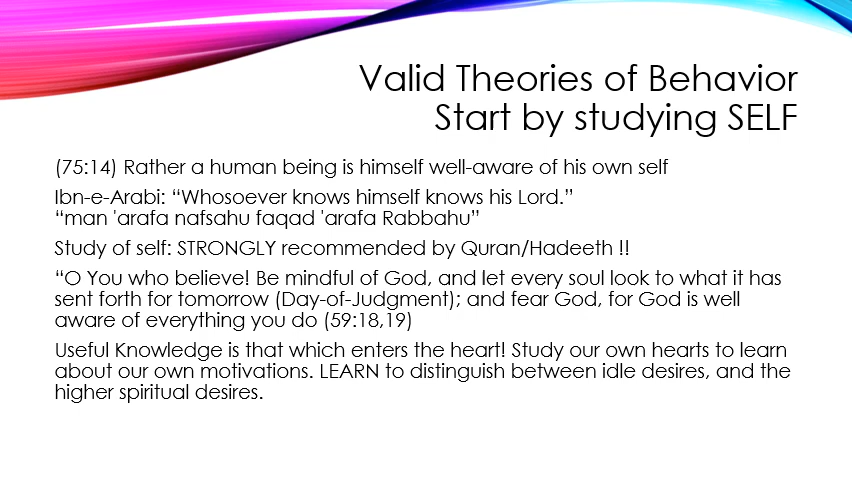 Valid Theories of Behavior
Start by studying SELF
(75:14) Rather a human being is himself well-aware of his own self
Ibn-e-Arabi: “Whosoever knows himself knows his Lord.”
“man 'arafa nafsahu faqad 'arafa Rabbahu”
Study of self: STRONGLY recommended by Quran/Hadeeth !!
“O You who believe! Be mindful of God, and let every soul look to what it has
sent forth for tomorrow (Day-of-Judgment); and fear God, for God is well
aware of everything you do (59:18,19)
Useful Knowledge is that which enters the heart! Study our own hearts to learn
about our own motivations. LEARN to distinguish between idle desires, and the
higher spiritual desires.